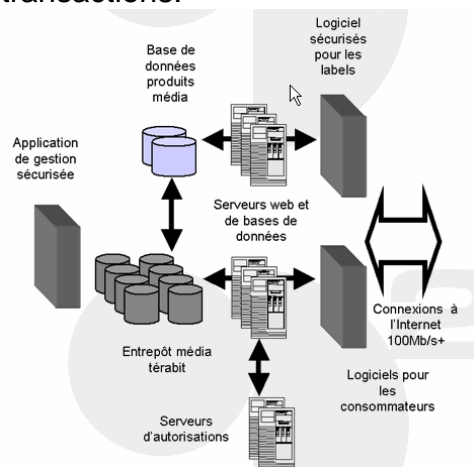 transactions.
Logiciel
sécurisés
pour les
labels
Base de
données
produits
média
Application
de gestion
sécurisée
Serveurs web et
de bases de
données
Connexions à
l'Internet
100Mb/s+
Entrepôt média
térabit
Logiciels pour
les
consommateurs
Serveurs
d'autorisations